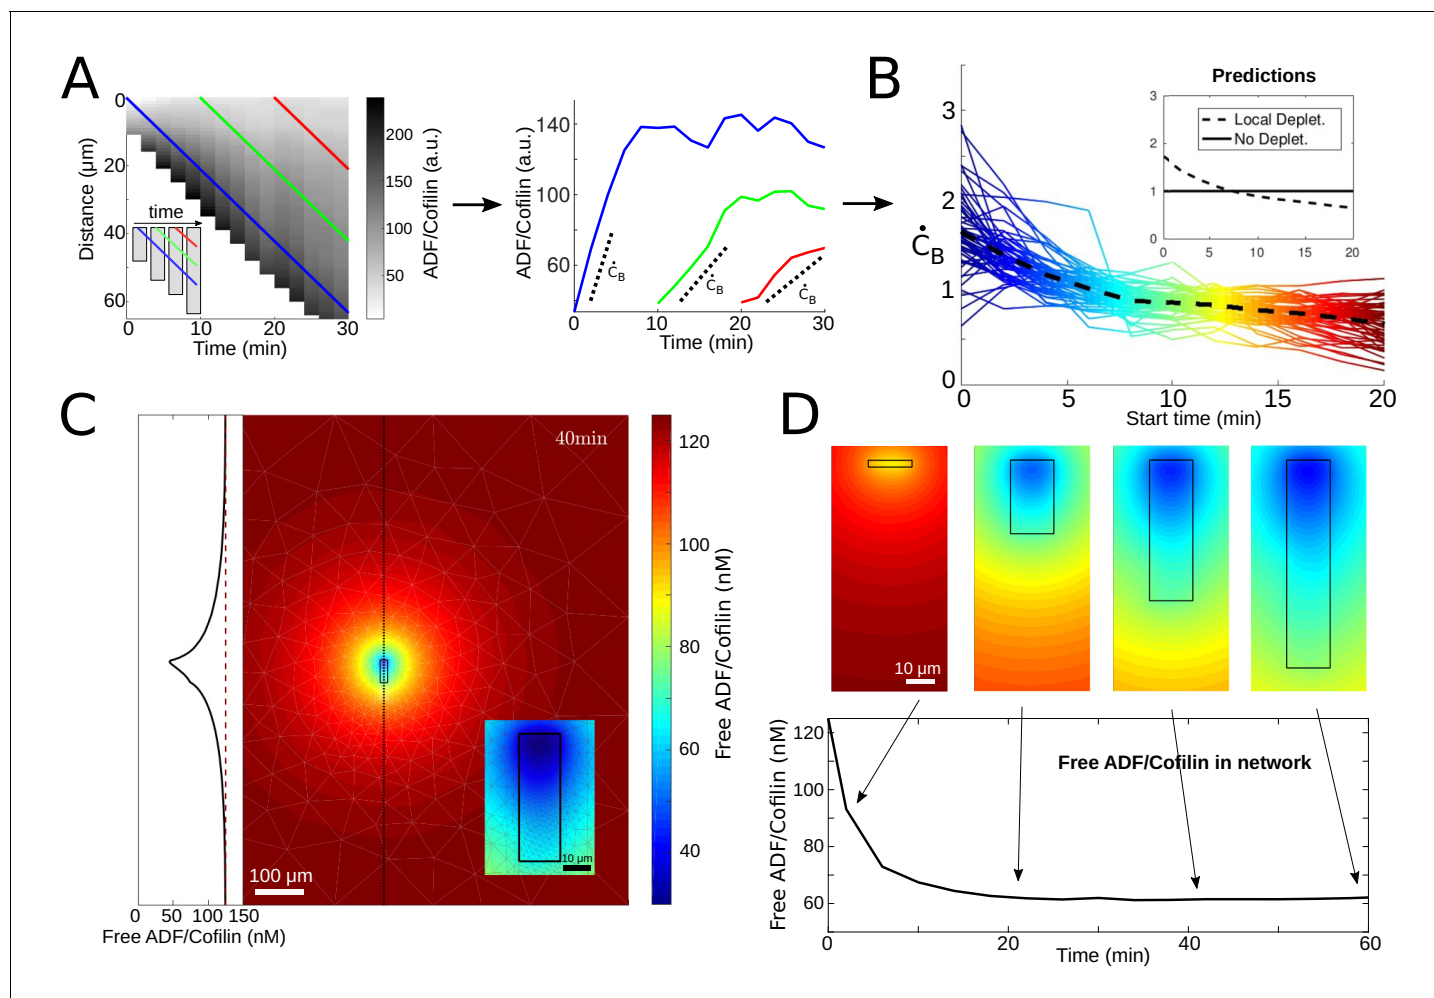 A
0
20
40
60
Distance (μm)
time
0
10
20
30
Time (min)
200
150
100
50
ADF/Cofilin (a.u.)
140
100
60
ADF/Cofilin (a.u.)
ĊB
ĊB
ĊB
0
10
20
30
Time (min)
B
3
2
1
0
ĊB
0
5
10
15
20
Start time (min)
Predictions
3
2
1
0
Local Deplet.
No Deplet.
0
5
10
15
20
C
40min
100 μm
10 μm
0
50
100
150
Free ADF/Cofilin (nM)
120
100
80
60
40
Free ADF/Cofilin (nM)
D
10 μm
120
100
80
60
Free ADF/Cofilin (nM)
Free ADF/Cofilin in network
0
20
40
60
Time (min)